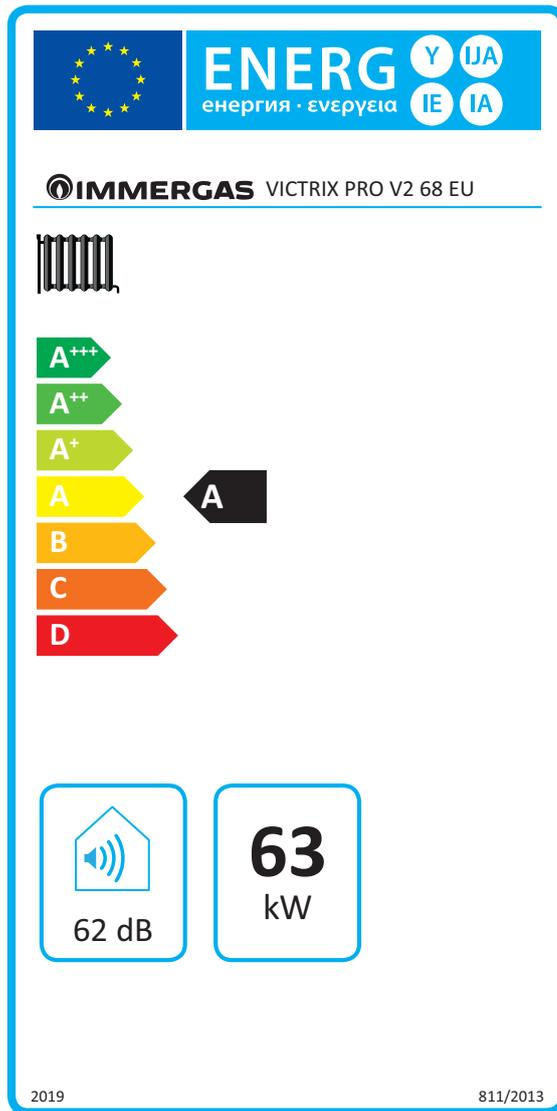 ENERG Y IJA
енергия · ενεργεια IE IA
IMMERGAS VICTRIX PRO V2 68 EU
A+++
A++
A+
A A
B
C
D
62 dB
63
kW
2019 811/2013